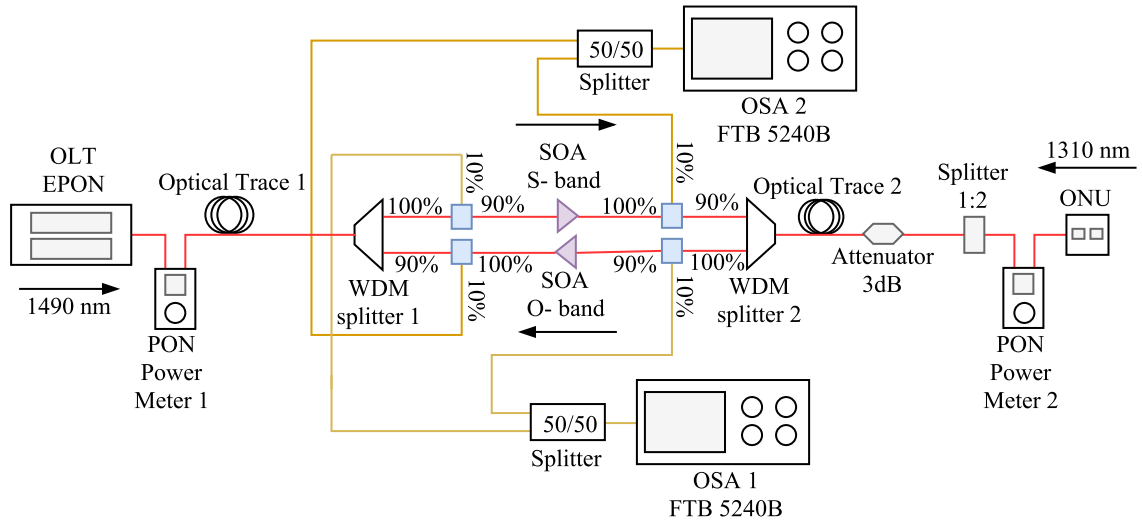 50/50
Splitter
OSA 2
FTB 5240B
OLT
EPON
Optical Trace 1
1490 nm
PON
Power
Meter 1
WDM
splitter 1
100%
10%
90%
SOA
S- band
100%
10%
90%
90%
10%
100%
SOA
O- band
90%
10%
100%
WDM
splitter 2
Optical Trace 2
Attenuator
3dB
Splitter
1:2
1310 nm
ONU
PON
Power
Meter 2
50/50
Splitter
OSA 1
FTB 5240B